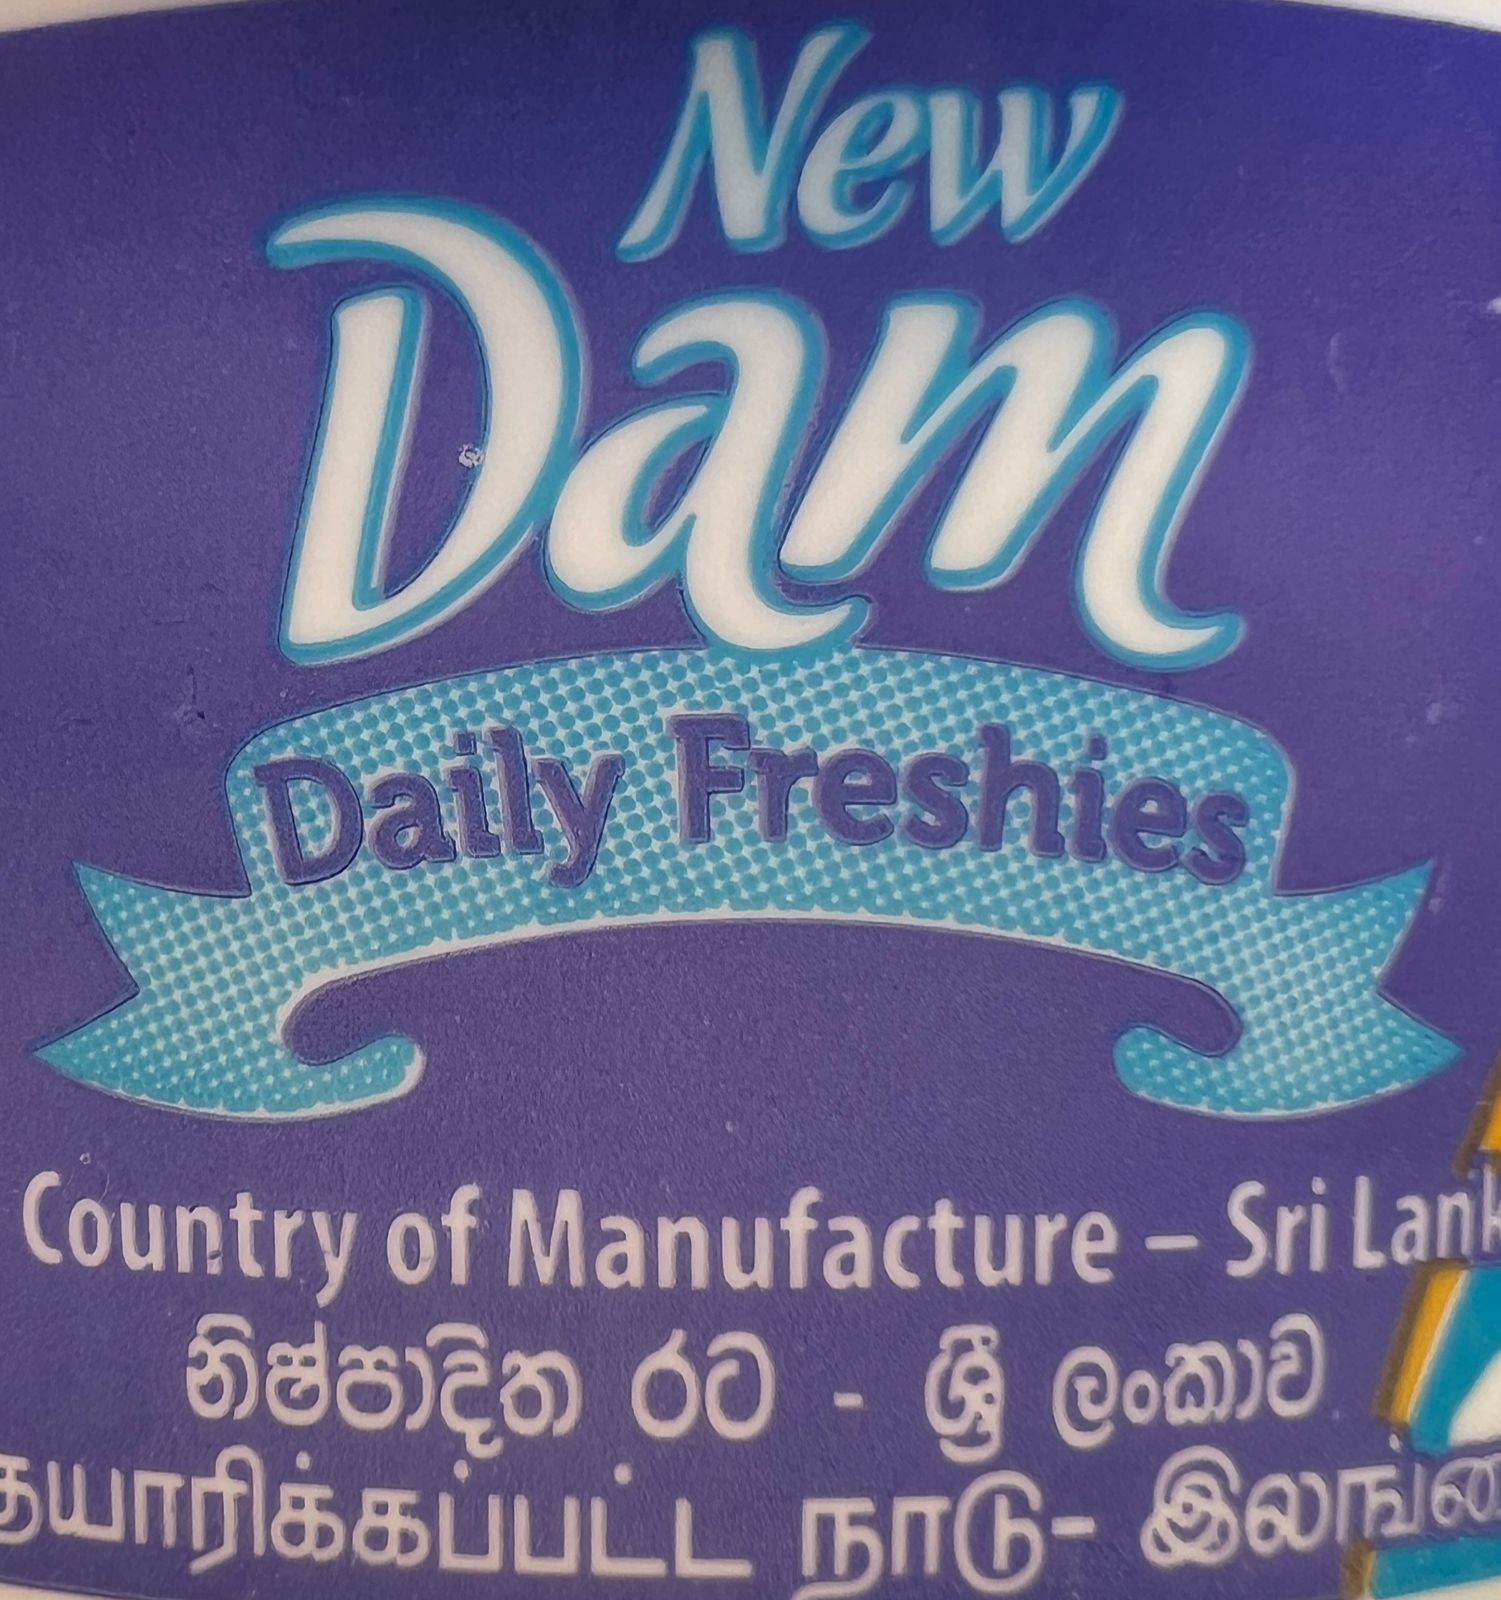 New
Dam
Daily Freshies
Country of Manufacture – Sri Lank
නිෂ්පාදිත රට - ශ්‍රී ලංකාව
தயாரிக்கப்பட்ட நாடு- இலங்கை